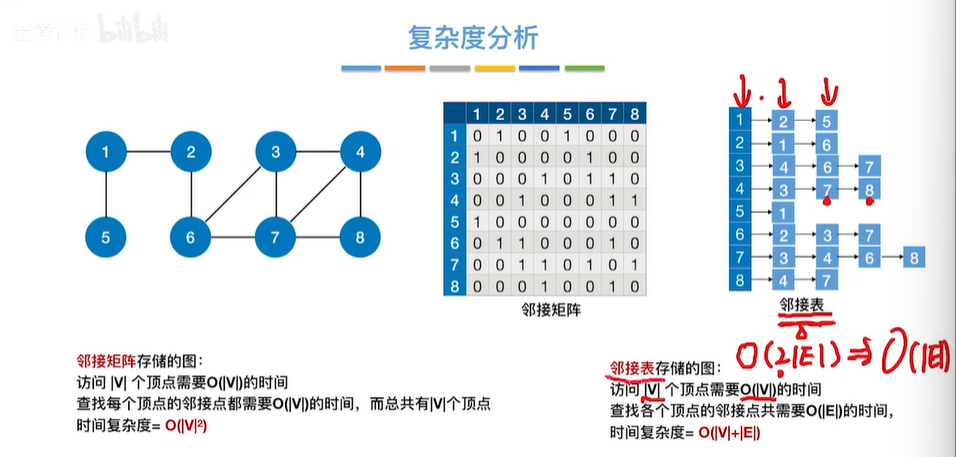 bilibili
复杂度分析
1 2 3 4
5 6 7 8
1 2 3 4 5 6 7 8
1 0 1 0 0 1 0 0 0
2 1 0 0 0 0 1 0 0
3 0 0 0 1 0 1 1 0
4 0 0 1 0 0 0 1 1
5 1 0 0 0 0 0 0 0
6 0 1 1 0 0 0 1 0
7 0 0 1 1 0 1 0 1
8 0 0 0 1 0 0 1 0
邻接矩阵
1 2 5
2 1 6
3 4 6 7
4 3 7 8
5 1
6 2 3 7
7 3 4 6 8
8 4 7
邻接表
O(2|E|) ⇒ O(|E|)
邻接矩阵存储的图：
访问 |V| 个顶点需要O(|V|)的时间
查找每个顶点的邻接点都需要O(|V|)的时间，而总共有|V|个顶点
时间复杂度= O(|V|²)
邻接表存储的图：
访问 |V| 个顶点需要O(|V|)的时间
查找各个顶点的邻接点共需要O(|E|)的时间，
时间复杂度= O(|V|+|E|)